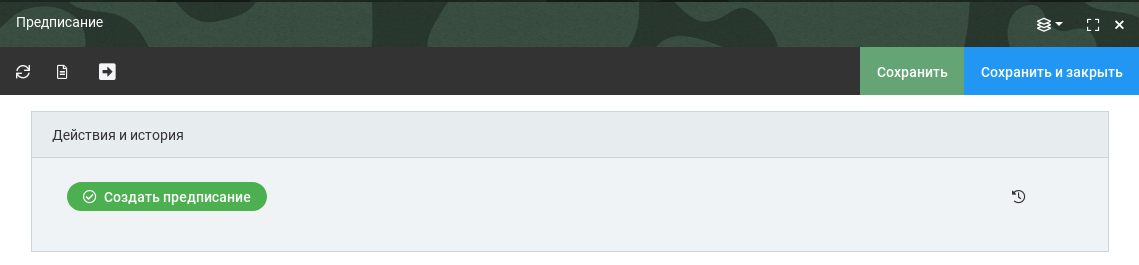 Предписание
Сохранить
Сохранить и закрыть
Действия и история
Создать предписание